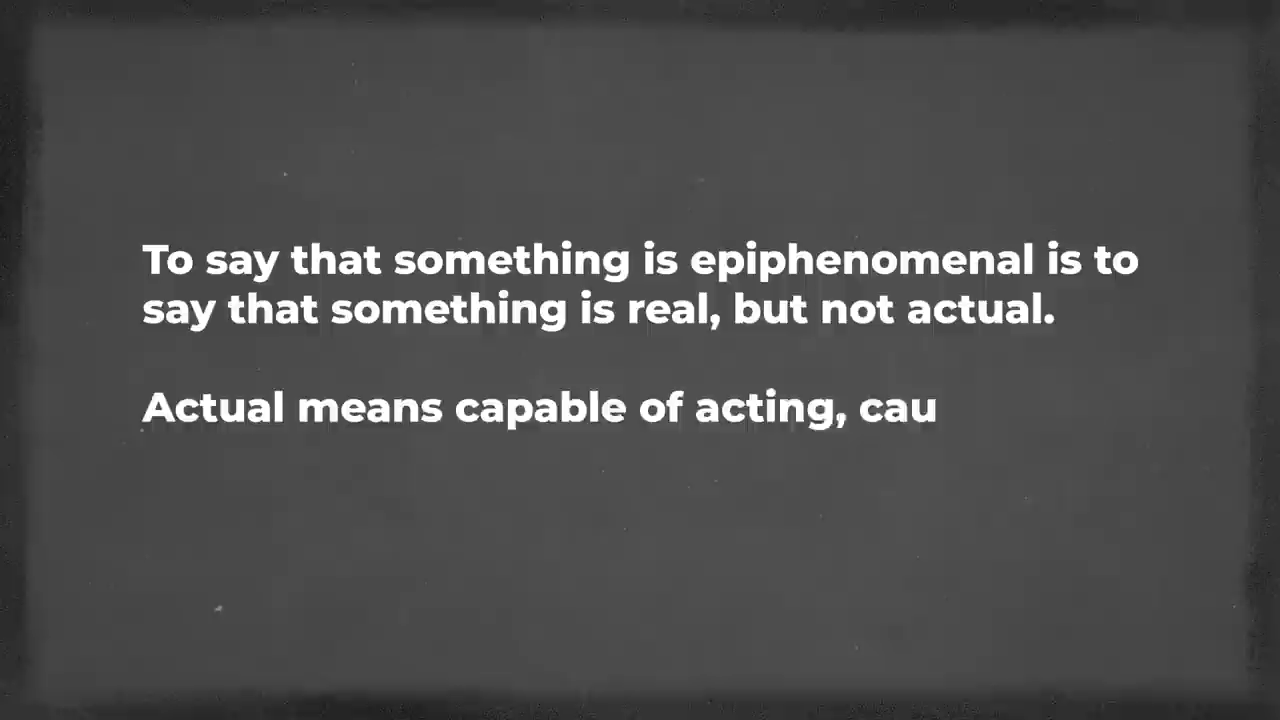 To say that something is epiphenomenal is to
say that something is real, but not actual.
Actual means capable of acting, cau